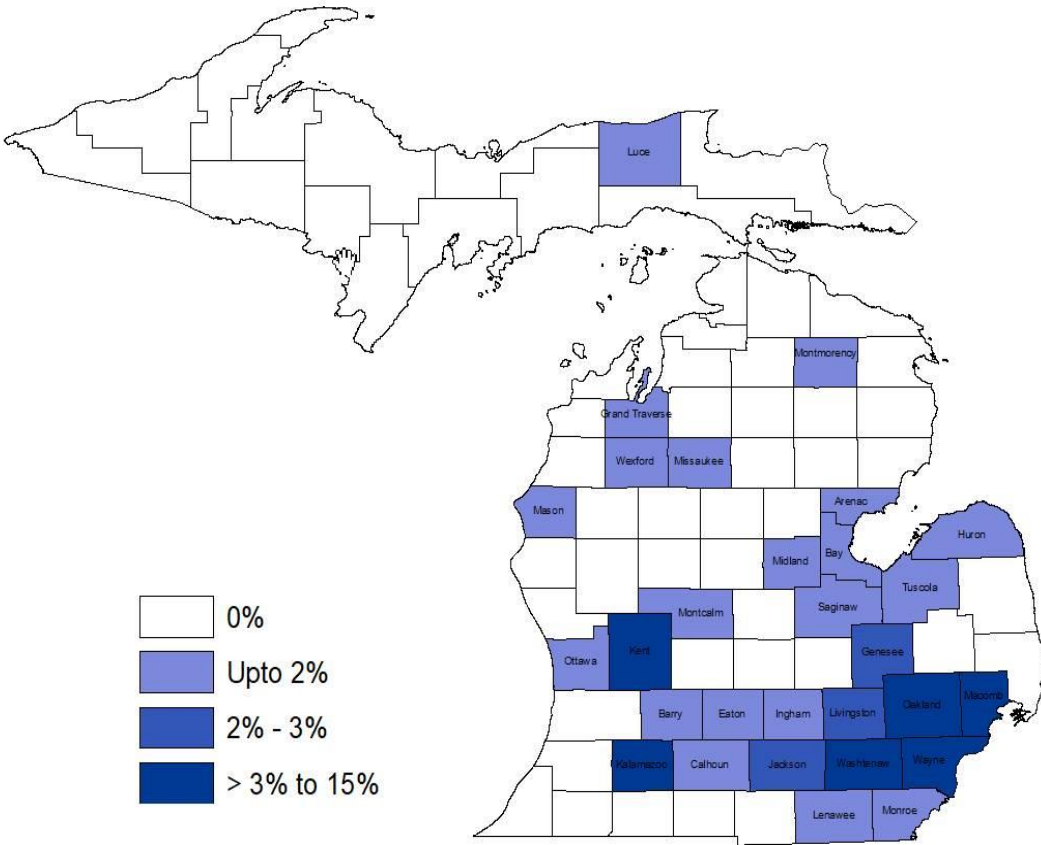 Luce
Montmorency
Grand Traverse
Wexford
Missaukee
Mason
Arenac
Huron
Midland
Bay
Tuscola
Montcalm
Saginaw
Ottawa
Kent
Genesee
Oakland
Macomb
Barry
Eaton
Ingham
Livingston
Kalamazoo
Calhoun
Jackson
Washtenaw
Wayne
Lenawee
Monroe
0%
Upto 2%
2% - 3%
> 3% to 15%